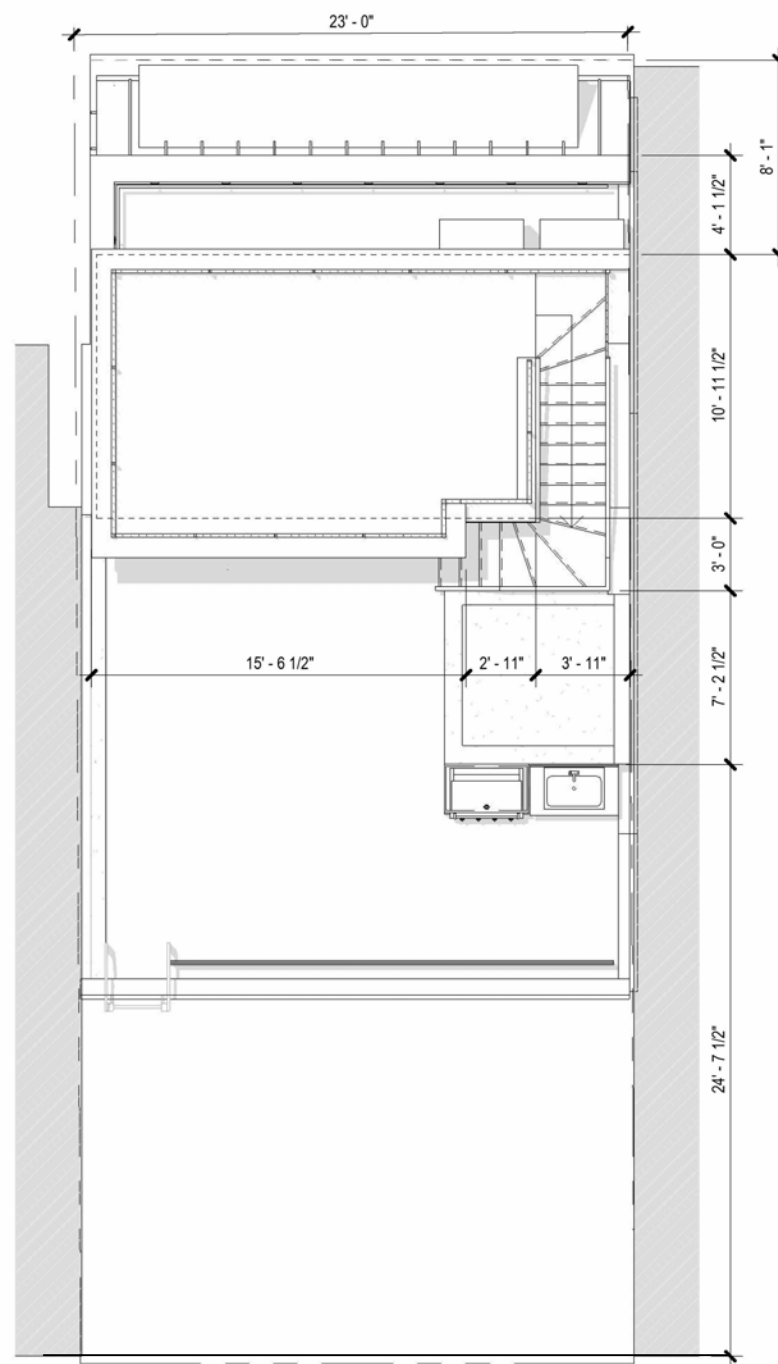 23' - 0"
8' - 1"
4' - 1 1/2"
10' - 11 1/2"
3' - 0"
15' - 6 1/2"
2' - 11"
3' - 11"
7' - 2 1/2"
24' - 7 1/2"